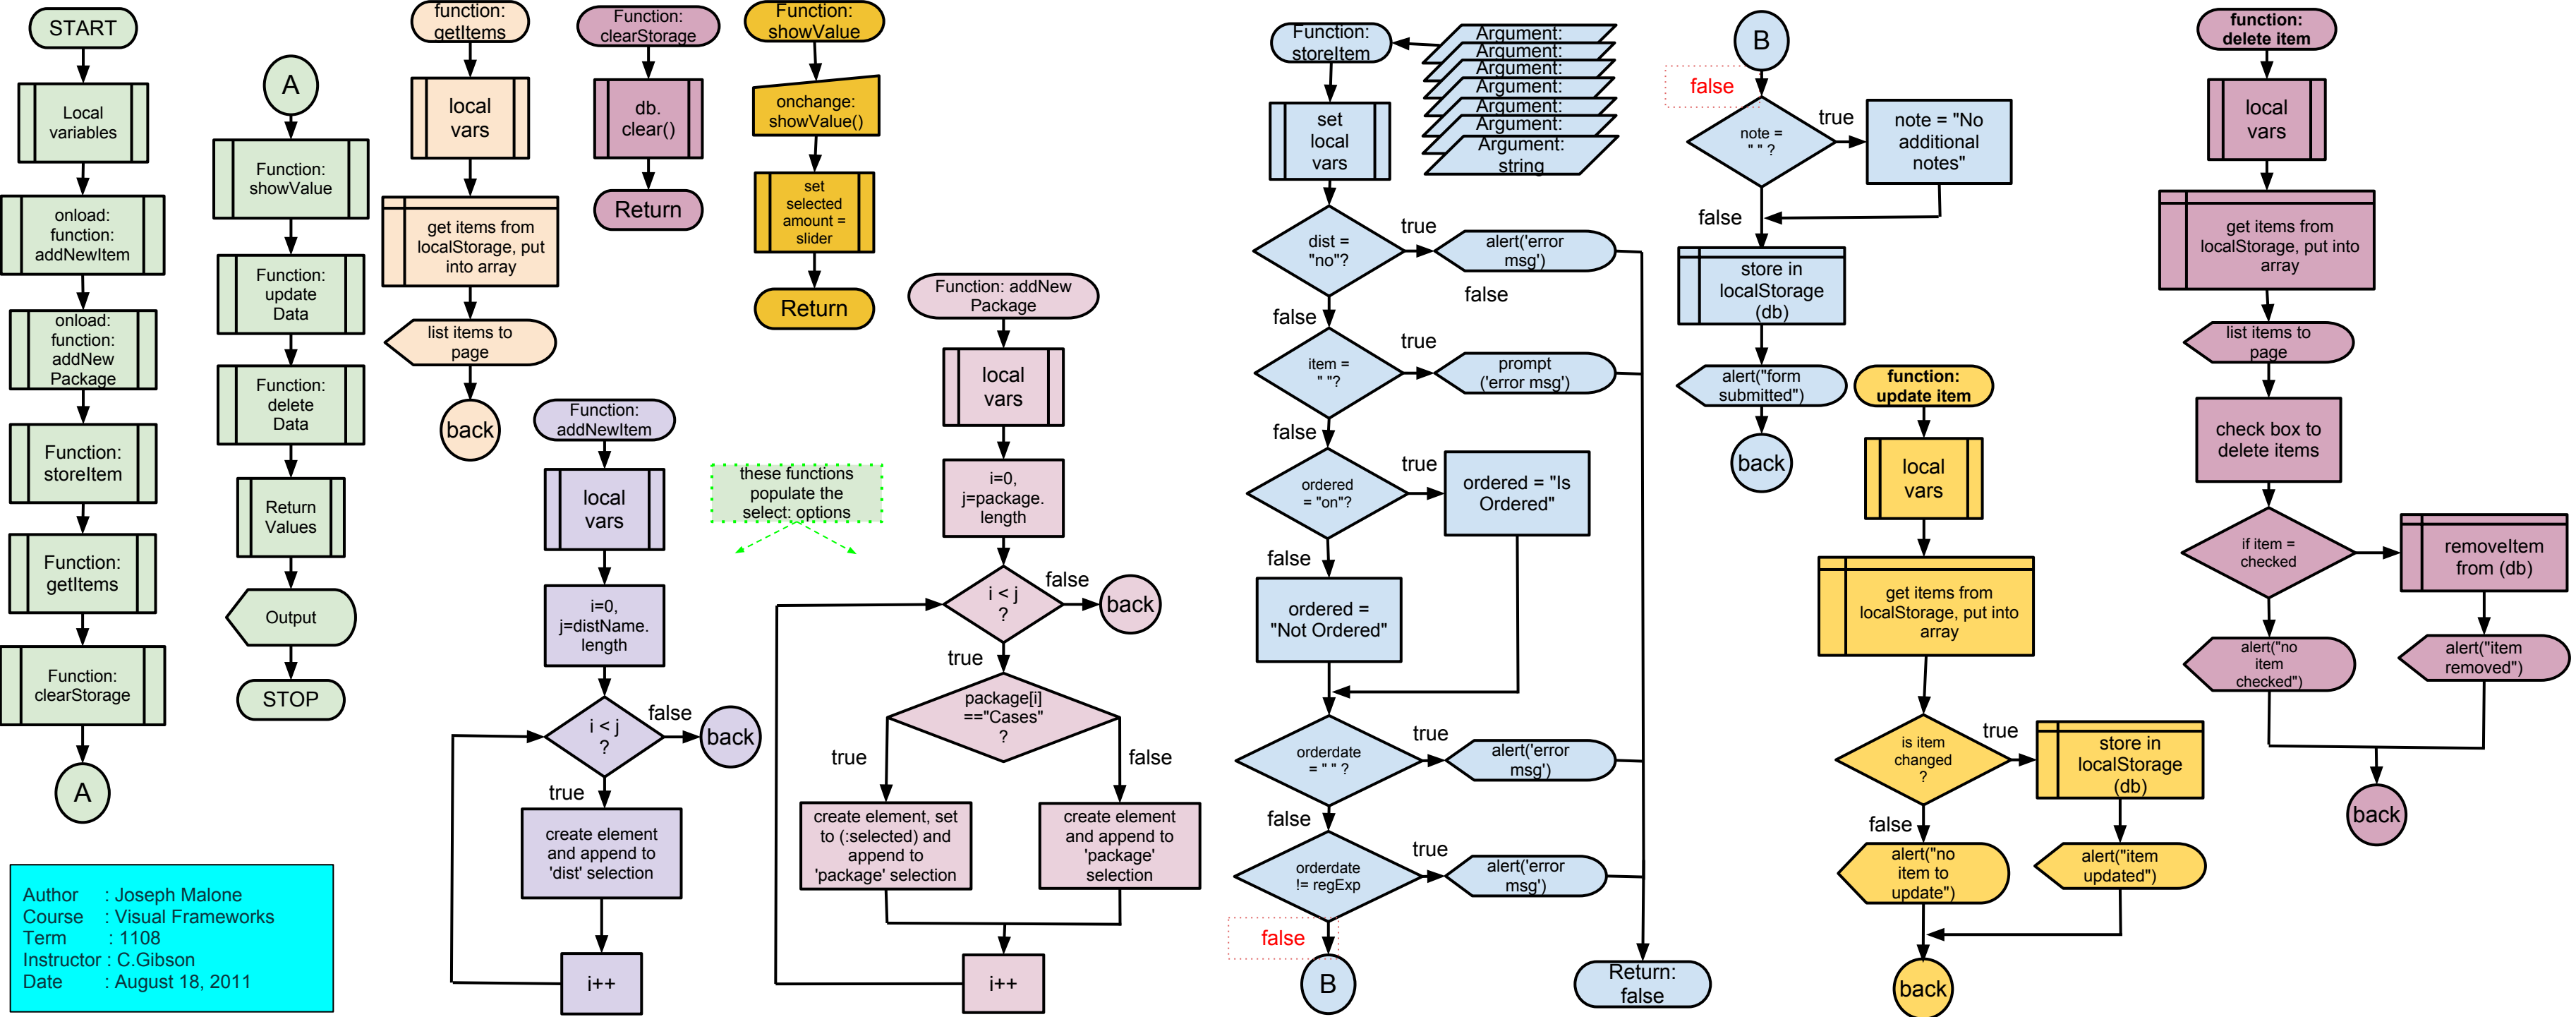 START
Local
variables
onload:
function:
addNewItem
onload:
function:
addNew
Package
Function:
storeItem
Function:
getItems
Function:
clearStorage
A
A
Function:
showValue
Function:
update
Data
Function:
delete
Data
Return
Values
Output
STOP
Author : Joseph Malone
Course : Visual Frameworks
Term : 1108
Instructor : C.Gibson
Date : August 18, 2011
function:
getItems
local
vars
get items from
localStorage, put
into array
list items to
page
back
Function:
clearStorage
db.
clear()
Return
Function:
showValue
onchange:
showValue()
set
selected
amount =
slider
Return
Function:
addNewItem
local
vars
i=0,
j=distName.
length
i < j
?
false
back
true
create element
and append to
'dist' selection
i++
these functions
populate the
select: options
Function: addNew
Package
local
vars
i=0,
j=package.
length
i < j
?
false
back
true
package[i]
=="Cases"
?
true
false
create element, set
to (:selected) and
append to
'package' selection
create element
and append to
'package'
selection
i++
Function:
storeItem
Argument:
Argument:
Argument:
Argument:
Argument:
Argument:
Argument:
string
set
local
vars
dist =
"no"?
true
alert('error
msg')
false
false
item =
" "?
true
prompt
('error msg')
false
ordered
= "on"?
true
ordered = "Is
Ordered"
false
ordered =
"Not Ordered"
orderdate
= " " ?
true
alert('error
msg')
false
orderdate
!= regExp
true
alert('error
msg')
false
B
Return:
false
B
false
note =
" " ?
true
note = "No
additional
notes"
false
store in
localStorage
(db)
alert("form
submitted")
back
function:
update item
local
vars
get items from
localStorage, put into
array
is item
changed
?
true
store in
localStorage
(db)
false
alert("no
item to
update")
alert("item
updated")
back
function:
delete item
local
vars
get items from
localStorage, put into
array
list items to
page
check box to
delete items
if item =
checked
removeItem
from (db)
alert("no
item
checked")
alert("item
removed")
back